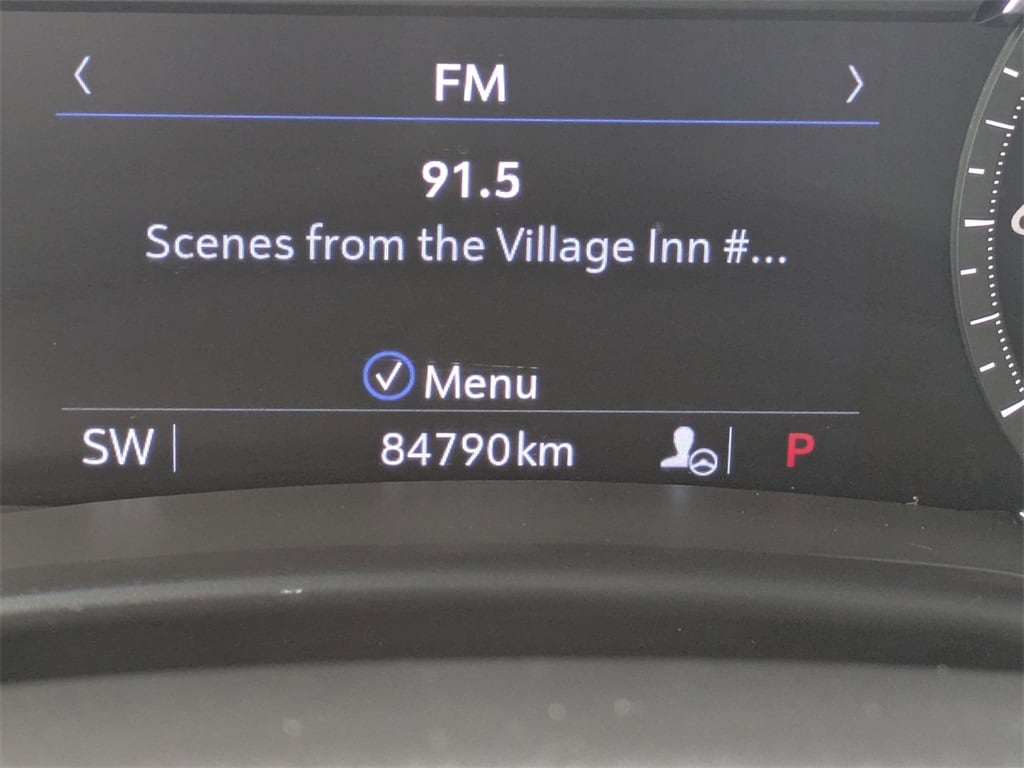 FM
91.5
Scenes from the Village Inn #...
Menu
SW 84790km P